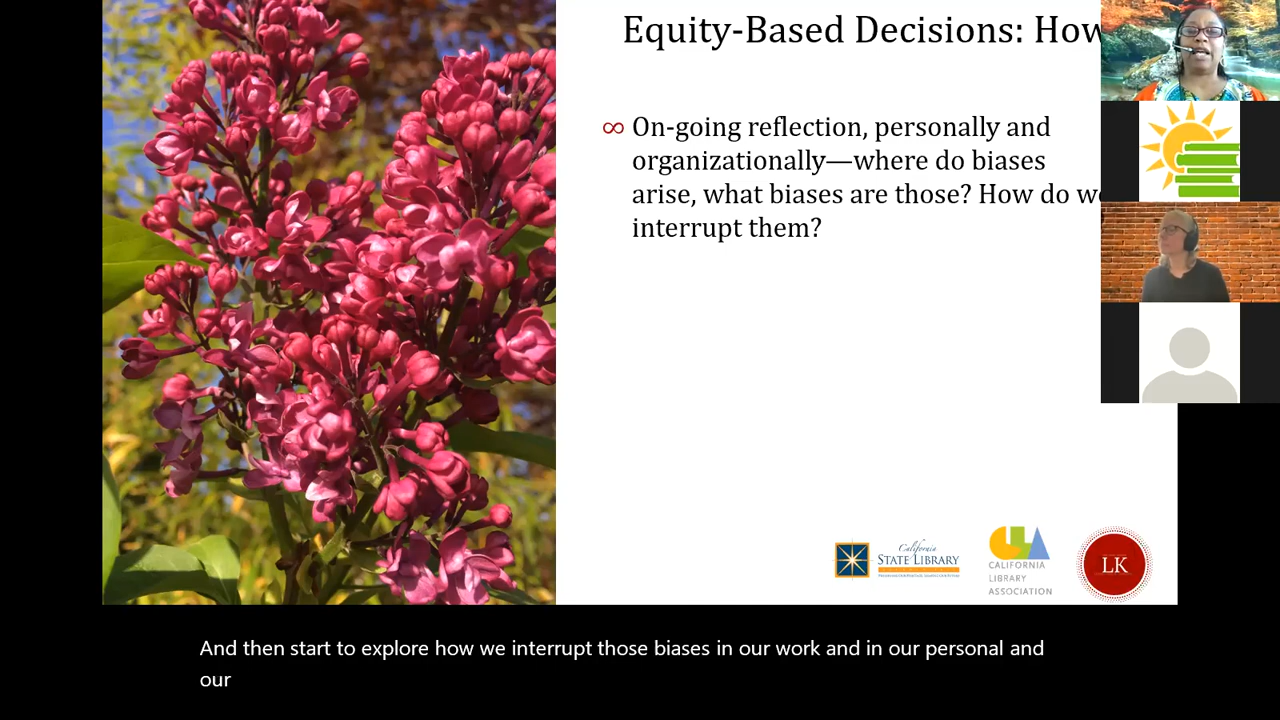 Equity-Based Decisions: How
∞ On-going reflection, personally and
organizationally—where do biases
arise, what biases are those? How do we
interrupt them?
California
STATE LIBRARY
CALIFORNIA
LIBRARY
ASSOCIATION
LK
And then start to explore how we interrupt those biases in our work and in our personal and
our